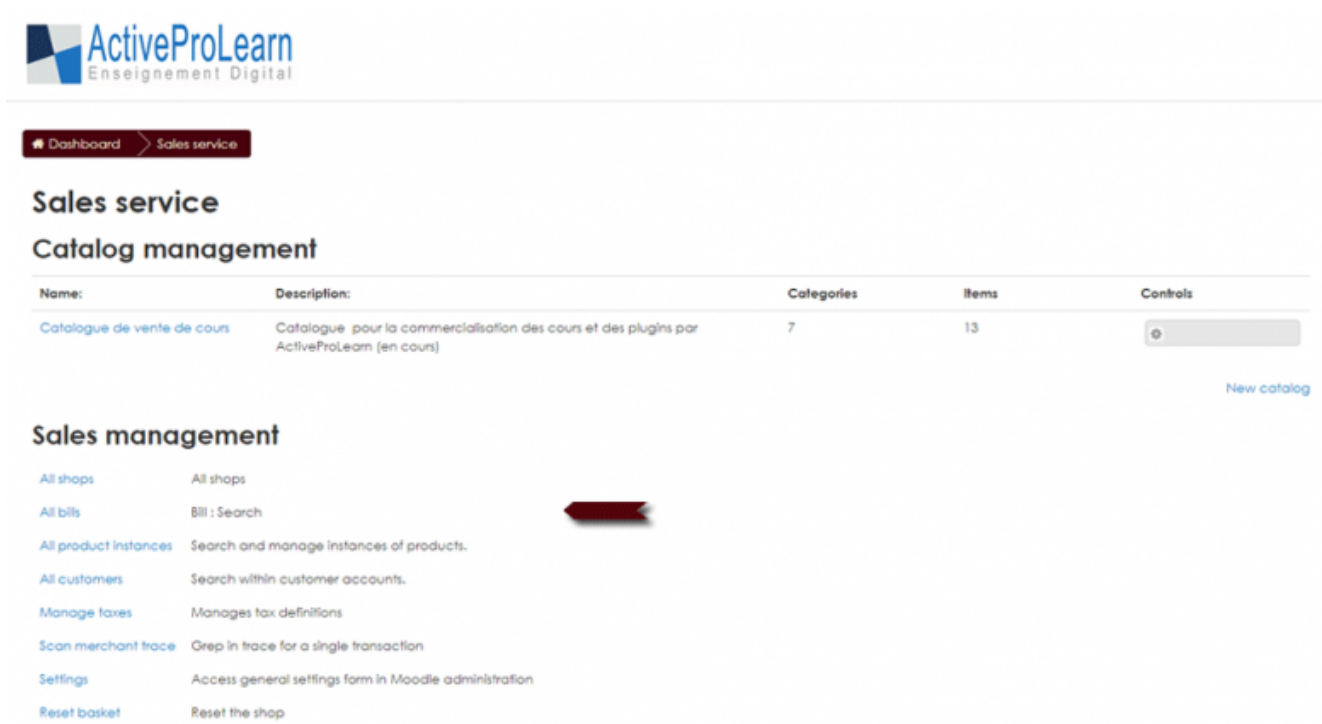 ActiveProLearn
Enseignement Digital
Dashboard Sales service
Sales service
Catalog management
Name: Description: Categories Items Controls
Catalogue de vente de cours Catalogue pour la commercialisation des cours et des plugins par 7 13
ActiveProLearn (en cours)
New catalog
Sales management
All shops All shops
All bills Bill : Search
All product instances Search and manage instances of products.
All customers Search within customer accounts.
Manage taxes Manages tax definitions
Scan merchant trace Grep in trace for a single transaction
Settings Access general settings form in Moodle administration
Reset basket Reset the shop